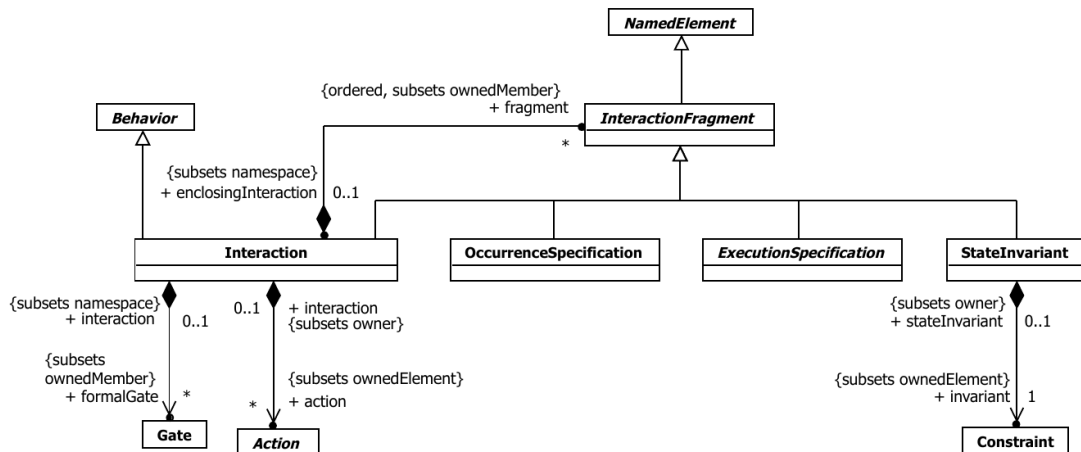 NamedElement
{ordered, subsets ownedMember}
+ fragment
*
InteractionFragment
Behavior
{subsets namespace}
+ enclosingInteraction
0..1
Interaction
OccurrenceSpecification
ExecutionSpecification
StateInvariant
{subsets namespace}
+ interaction
0..1
0..1
+ interaction
{subsets owner}
{subsets owner}
+ stateInvariant
0..1
{subsets
ownedMember}
+ formalGate
*
{subsets ownedElement}
+ action
*
{subsets ownedElement}
+ invariant
1
Gate
Action
Constraint